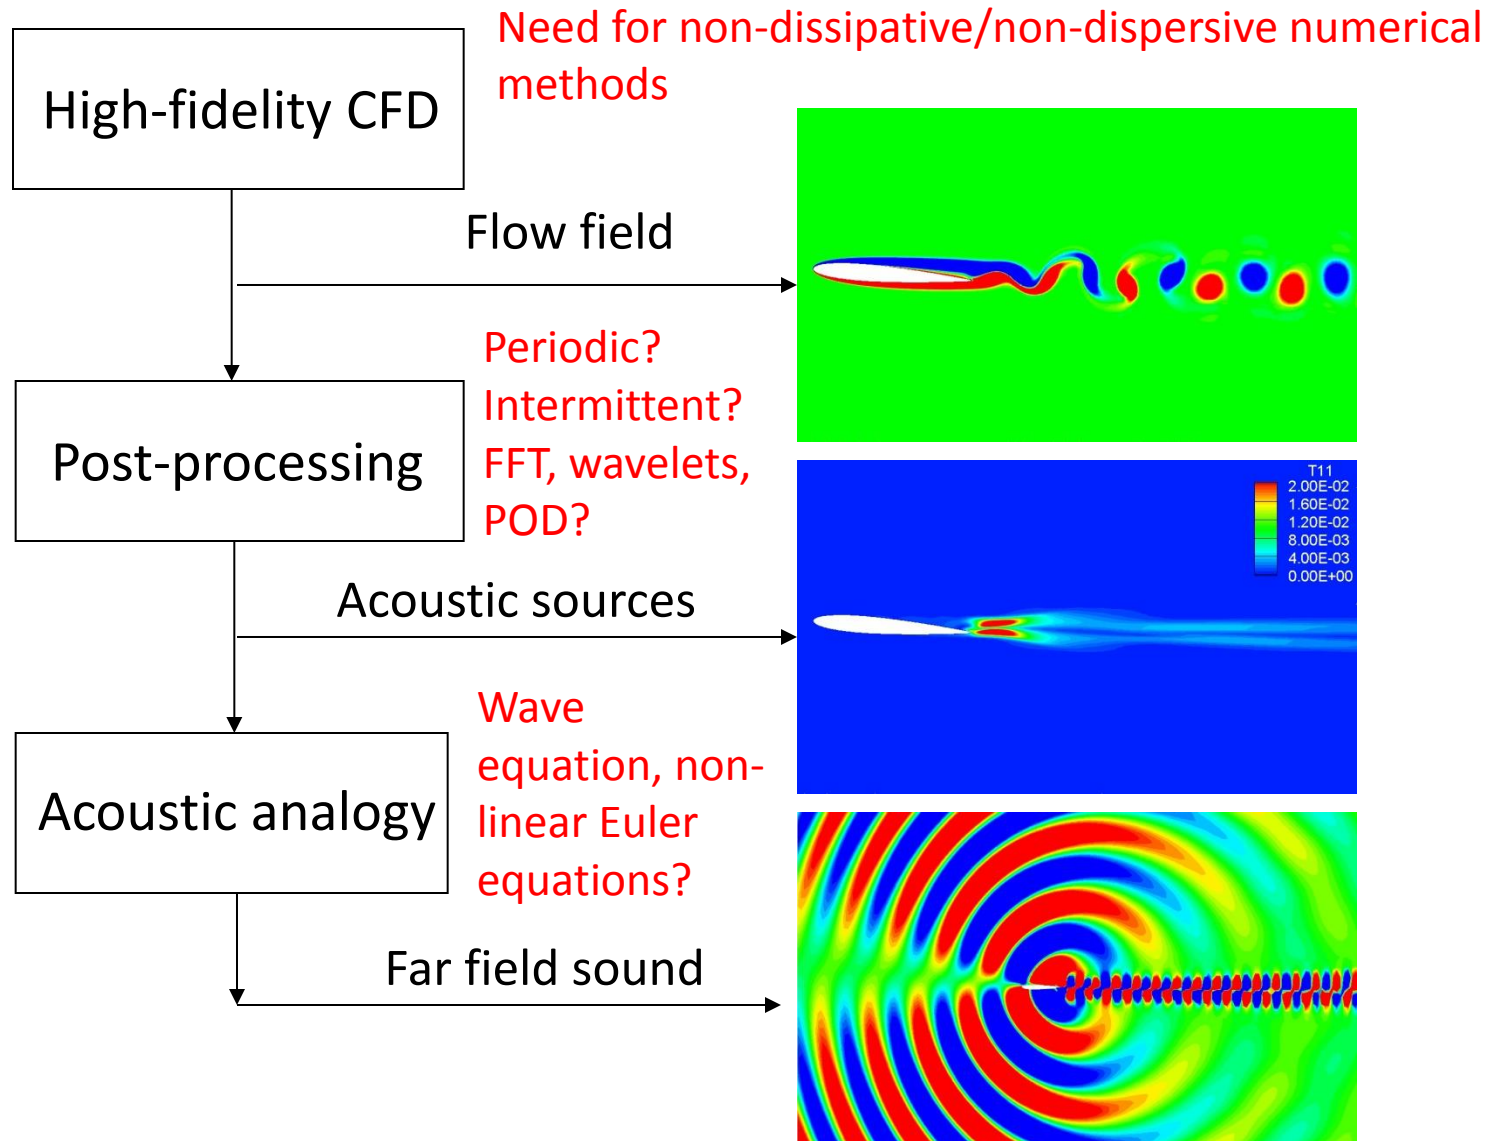 Need for non-dissipative/non-dispersive numerical
methods
High-fidelity CFD
Flow field
Periodic?
Intermittent?
FFT, wavelets,
POD?
Post-processing
T11
2.00E-02
1.60E-02
1.20E-02
8.00E-03
4.00E-03
0.00E+00
Acoustic sources
Wave
equation, non-
linear Euler
equations?
Acoustic analogy
Far field sound